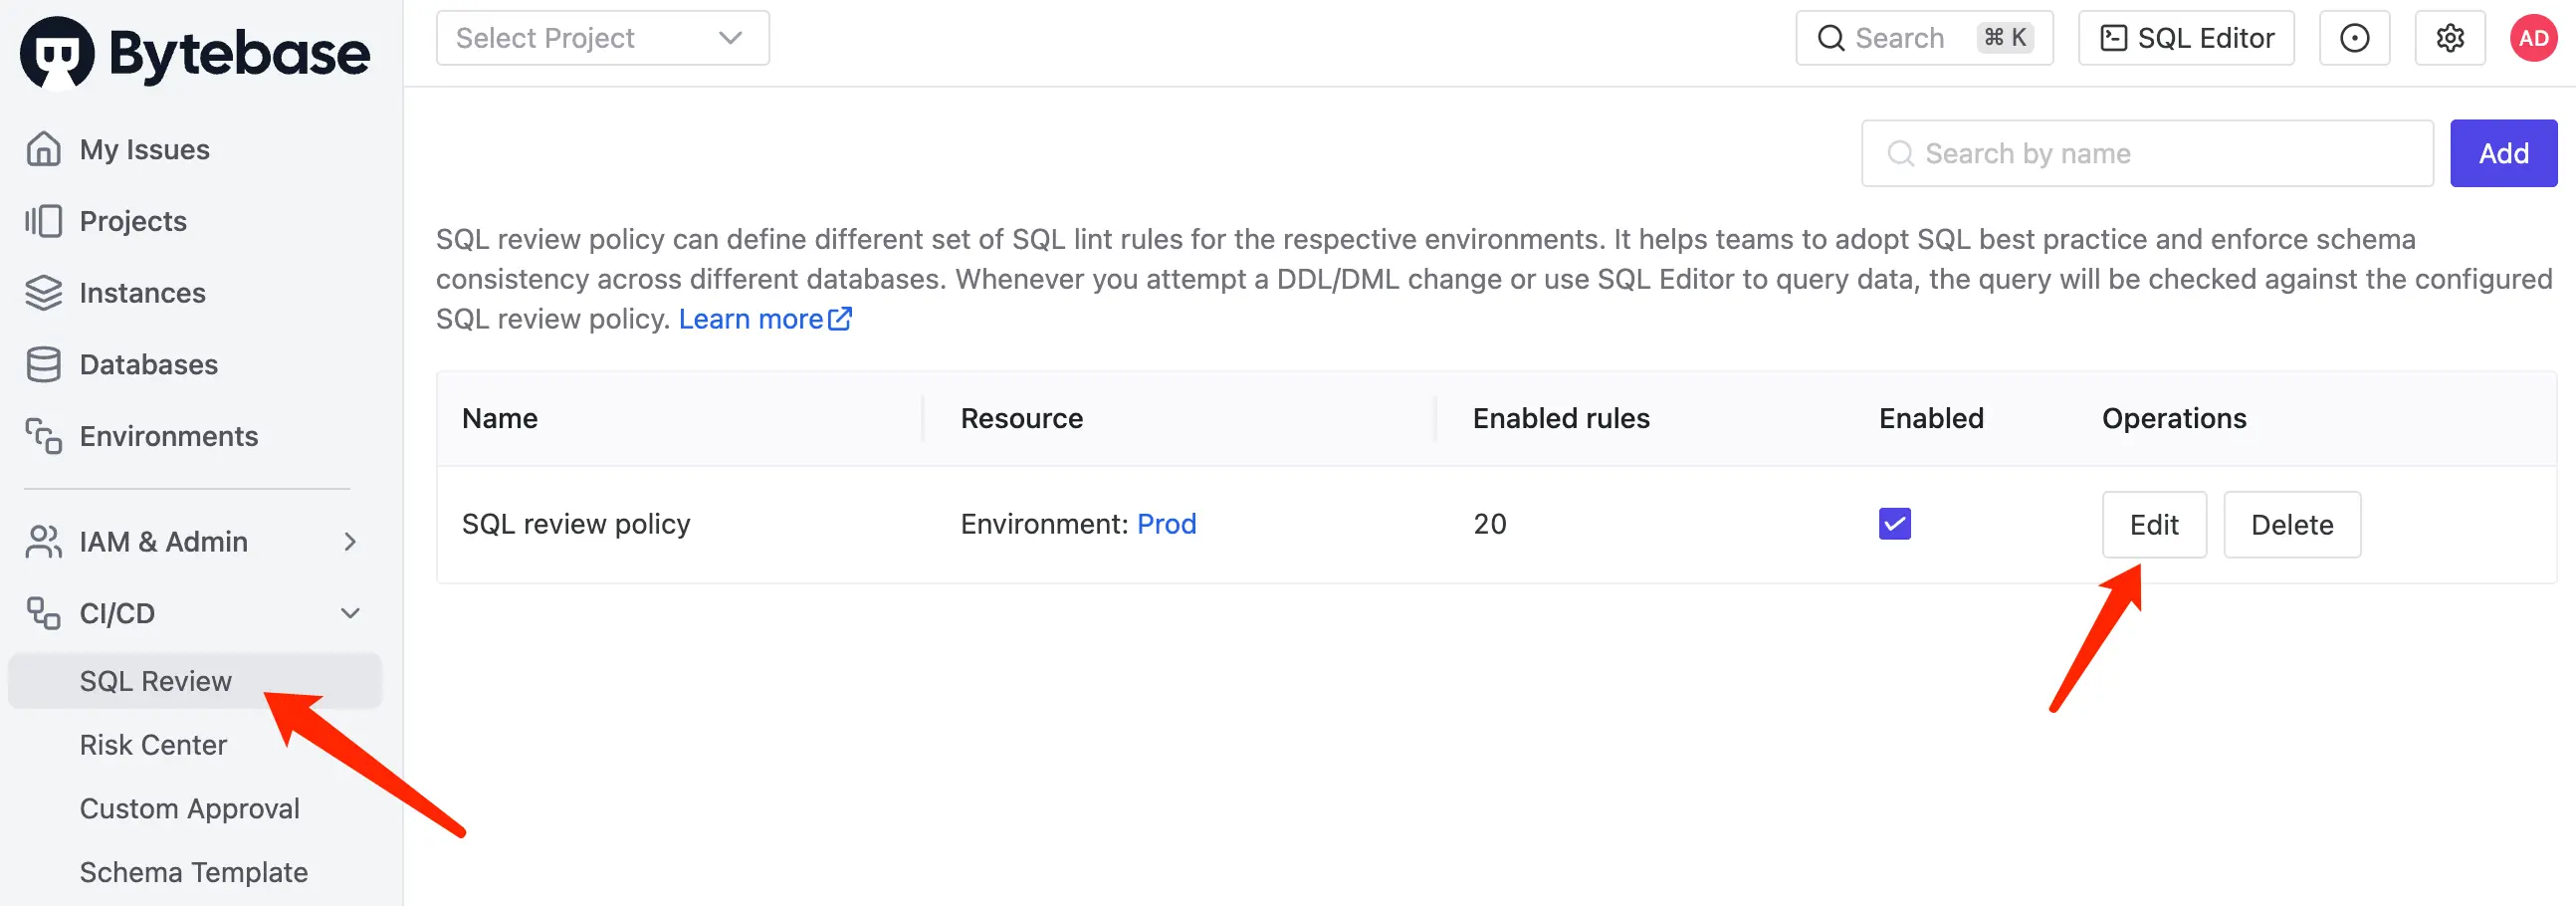 Bytebase
Select Project
Search ⌘ K
SQL Editor
AD
My Issues
Projects
Instances
Databases
Environments
IAM & Admin
CI/CD
SQL Review
Risk Center
Custom Approval
Schema Template
Search by name
Add
SQL review policy can define different set of SQL lint rules for the respective environments. It helps teams to adopt SQL best practice and enforce schema
consistency across different databases. Whenever you attempt a DDL/DML change or use SQL Editor to query data, the query will be checked against the configured
SQL review policy. Learn more
Name Resource Enabled rules Enabled Operations
SQL review policy Environment: Prod 20 Edit Delete